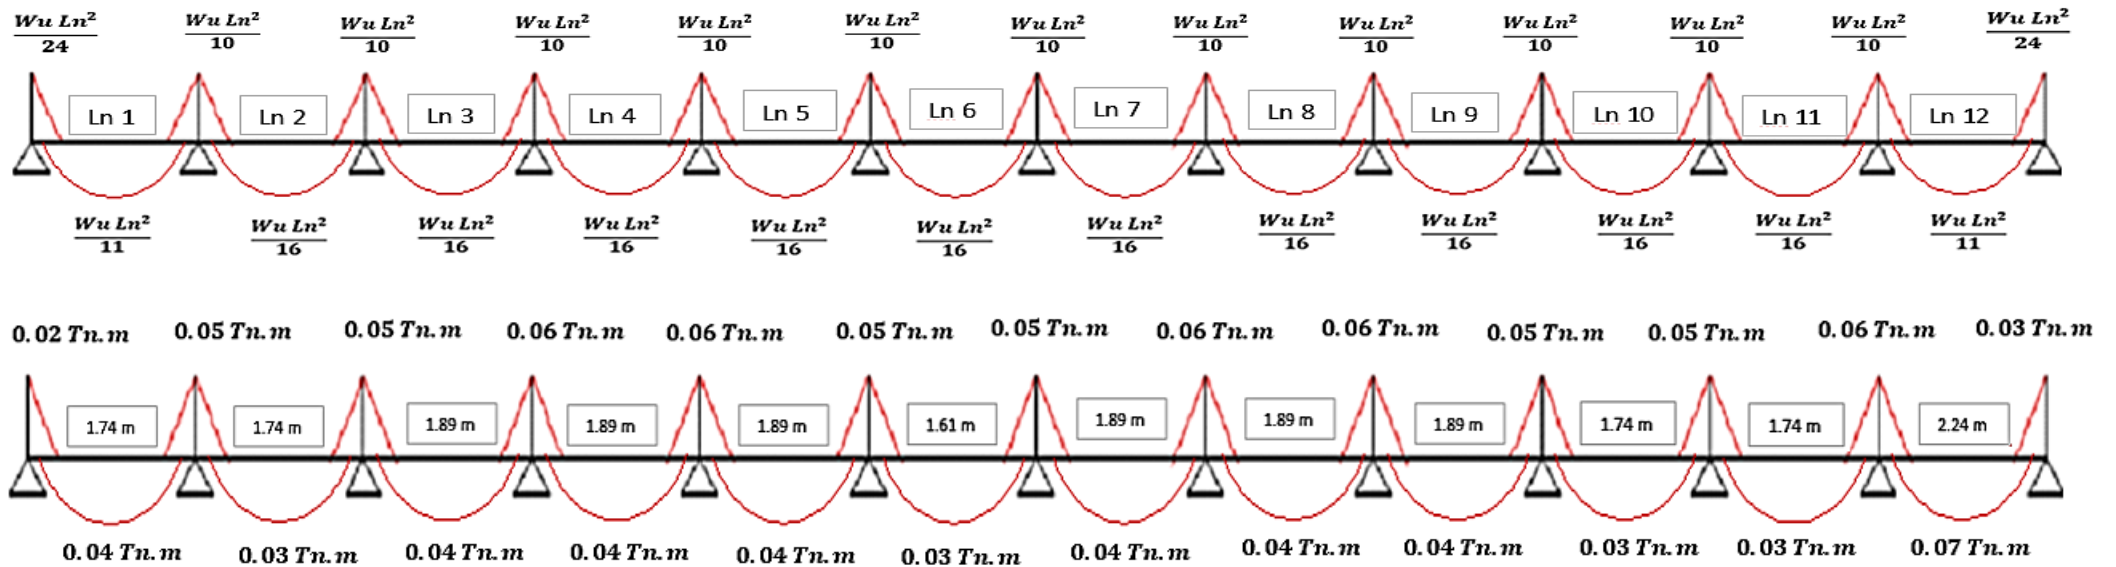 Wu Ln²/24 Wu Ln²/10 Wu Ln²/10 Wu Ln²/10 Wu Ln²/10 Wu Ln²/10 Wu Ln²/10 Wu Ln²/10 Wu Ln²/10 Wu Ln²/10 Wu Ln²/10 Wu Ln²/10 Wu Ln²/24
Ln 1 Ln 2 Ln 3 Ln 4 Ln 5 Ln 6 Ln 7 Ln 8 Ln 9 Ln 10 Ln 11 Ln 12
Wu Ln²/11 Wu Ln²/16 Wu Ln²/16 Wu Ln²/16 Wu Ln²/16 Wu Ln²/16 Wu Ln²/16 Wu Ln²/16 Wu Ln²/16 Wu Ln²/16 Wu Ln²/16 Wu Ln²/11
0.02 Tn.m 0.05 Tn.m 0.05 Tn.m 0.06 Tn.m 0.06 Tn.m 0.05 Tn.m 0.05 Tn.m 0.06 Tn.m 0.06 Tn.m 0.05 Tn.m 0.05 Tn.m 0.06 Tn.m 0.03 Tn.m
1.74 m 1.74 m 1.89 m 1.89 m 1.89 m 1.61 m 1.89 m 1.89 m 1.89 m 1.74 m 1.74 m 2.24 m
0.04 Tn.m 0.03 Tn.m 0.04 Tn.m 0.04 Tn.m 0.04 Tn.m 0.03 Tn.m 0.04 Tn.m 0.04 Tn.m 0.04 Tn.m 0.03 Tn.m 0.03 Tn.m 0.07 Tn.m